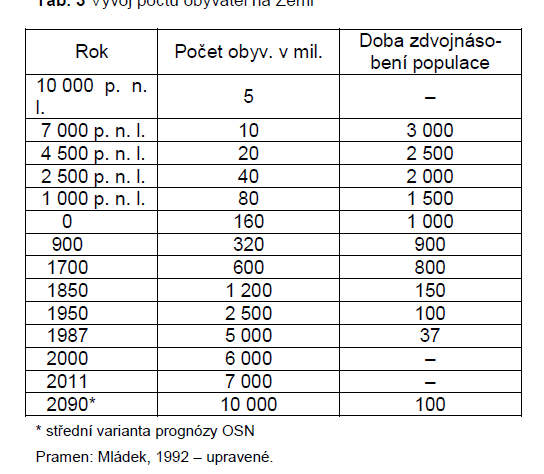 Tab. 3 Vývoj počtu obyvatel na Zemi
Rok Počet obyv. v mil. Doba zdvojnáso-
bení populace
10 000 p. n.
l. 5 –
7 000 p. n. l. 10 3 000
4 500 p. n. l. 20 2 500
2 500 p. n. l. 40 2 000
1 000 p. n. l. 80 1 500
0 160 1 000
900 320 900
1700 600 800
1850 1 200 150
1950 2 500 100
1987 5 000 37
2000 6 000 –
2011 7 000 –
2090* 10 000 100
* střední varianta prognózy OSN
Pramen: Mládek, 1992 – upravené.